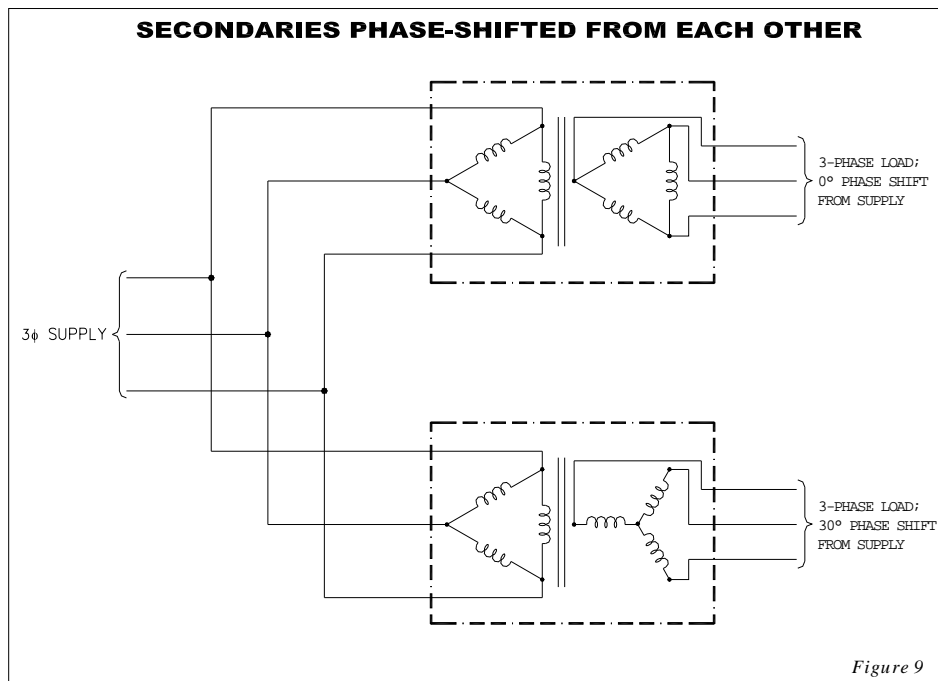 SECONDARIES PHASE-SHIFTED FROM EACH OTHER
3-PHASE LOAD;
0° PHASE SHIFT
FROM SUPPLY
3ϕ SUPPLY
3-PHASE LOAD;
30° PHASE SHIFT
FROM SUPPLY
Figure 9